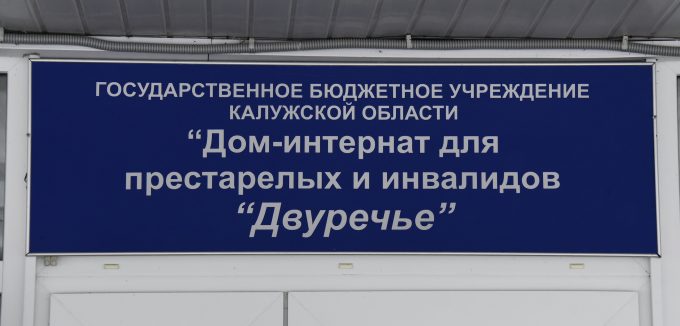 ГОСУДАРСТВЕННОЕ БЮДЖЕТНОЕ УЧРЕЖДЕНИЕ
КАЛУЖСКОЙ ОБЛАСТИ
“Дом-интернат для
престарелых и инвалидов
“Двуречье”